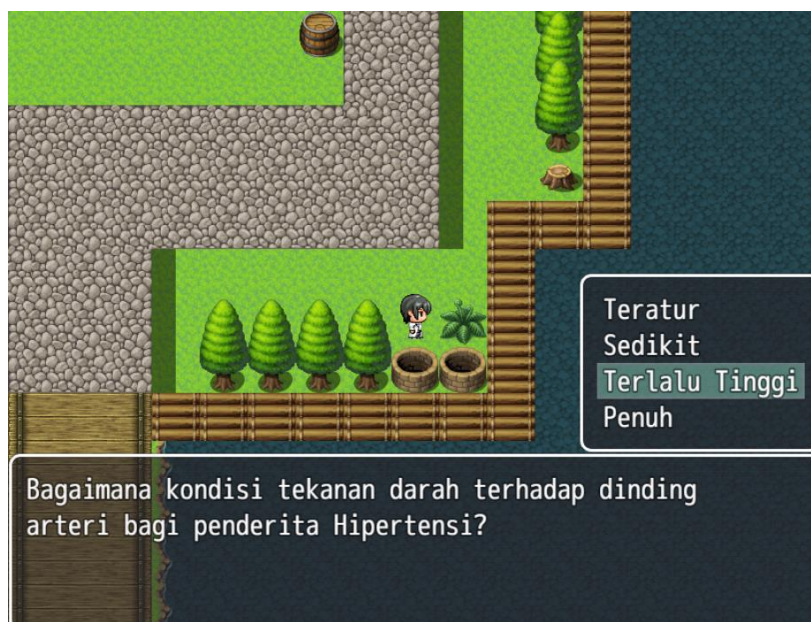 Teratur
Sedikit
Terlalu Tinggi
Penuh
Bagaimana kondisi tekanan darah terhadap dinding
arteri bagi penderita Hipertensi?